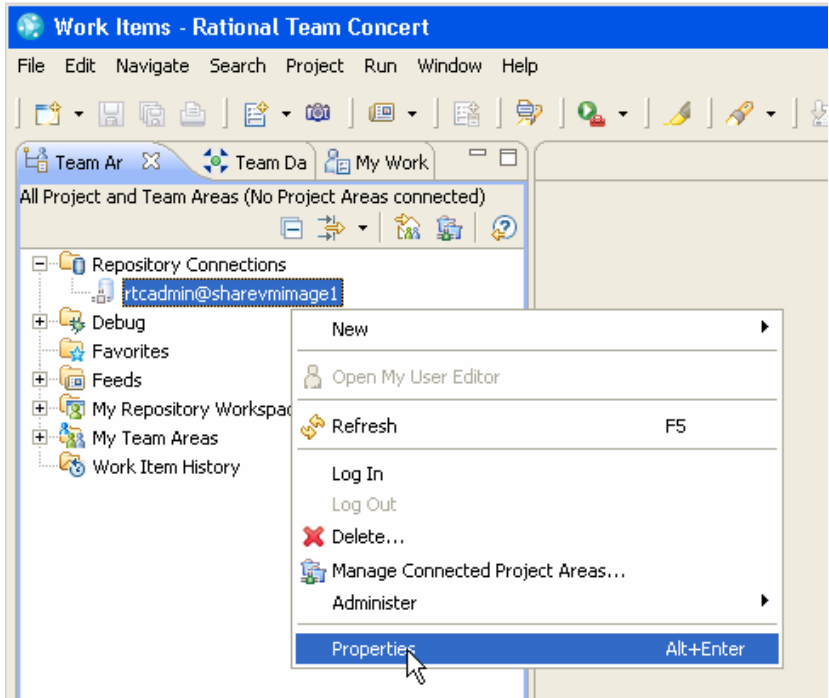 Work Items - Rational Team Concert
File Edit Navigate Search Project Run Window Help
Team Ar Team Da My Work
All Project and Team Areas (No Project Areas connected)
Repository Connections
rtcadmin@sharevmimage1
Debug
New
Favorites
Feeds
Open My User Editor
My Repository Workspac
Refresh F5
My Team Areas
Work Item History
Log In
Log Out
Delete...
Manage Connected Project Areas...
Administer
Properties Alt+Enter